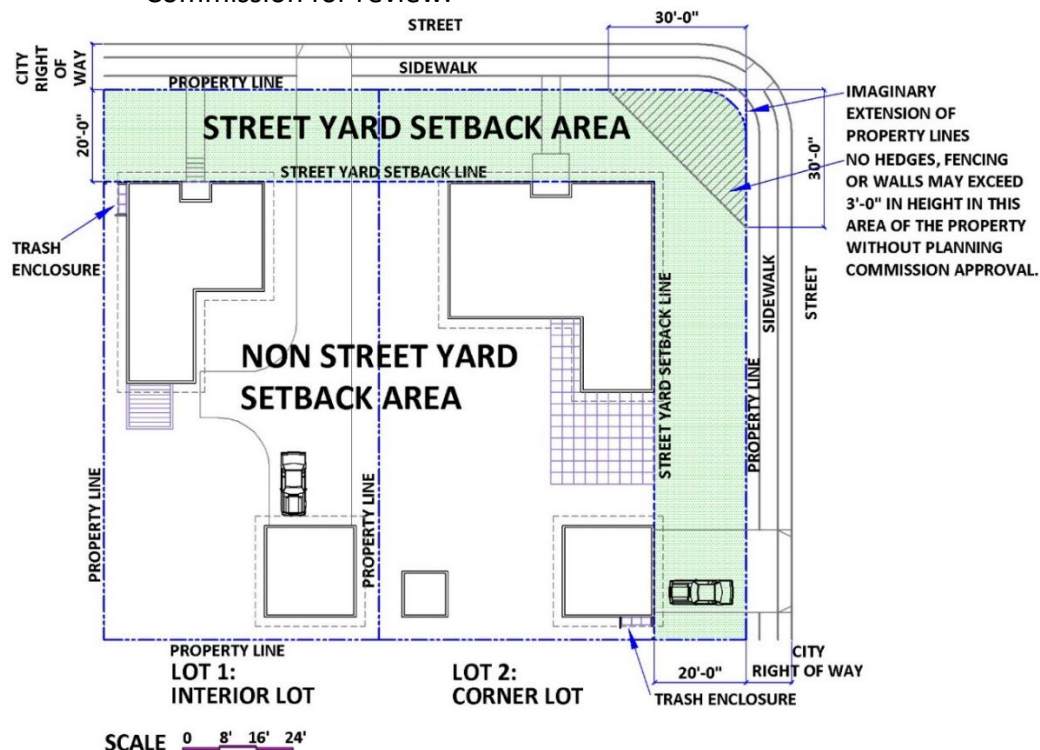 Commission for review.
STREET
30'-0"
CITY
RIGHT
OF
WAY
SIDEWALK
PROPERTY LINE
20'-0"
STREET YARD SETBACK AREA
STREET YARD SETBACK LINE
IMAGINARY
EXTENSION OF
PROPERTY LINES
30'-0"
NO HEDGES, FENCING
OR WALLS MAY EXCEED
3'-0" IN HEIGHT IN THIS
AREA OF THE PROPERTY
WITHOUT PLANNING
COMMISSION APPROVAL.
TRASH
ENCLOSURE
NON STREET YARD
SETBACK AREA
STREET YARD SETBACK LINE
SIDEWALK
STREET
PROPERTY LINE
PROPERTY LINE
PROPERTY LINE
PROPERTY LINE
LOT 1:
INTERIOR LOT
LOT 2:
CORNER LOT
20'-0"
CITY
RIGHT OF WAY
TRASH ENCLOSURE
SCALE 0 8' 16' 24'